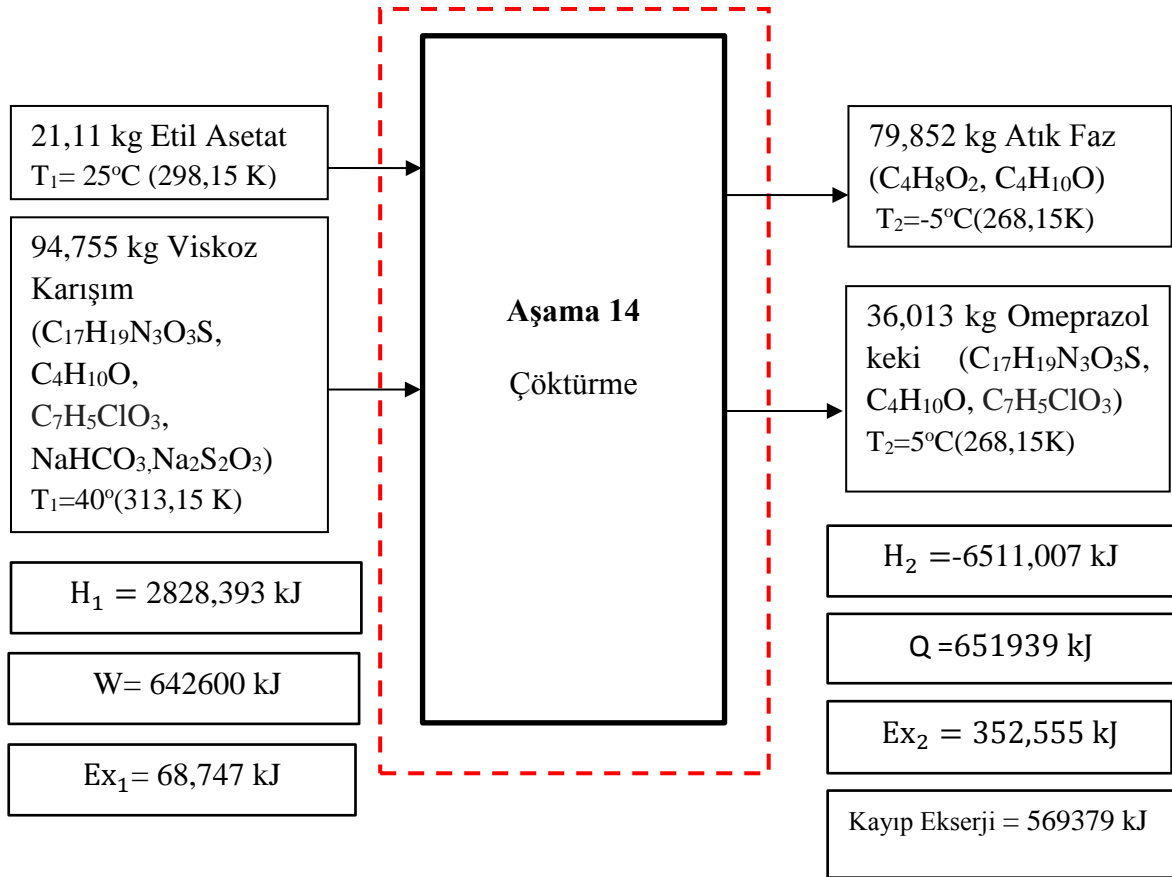 21,11 kg Etil Asetat
T₁= 25°C (298,15 K)
94,755 kg Viskoz
Karışım
(C₁₇H₁₉N₃O₃S,
C₄H₁₀O,
C₇H₅ClO₃,
NaHCO₃,Na₂S₂O₃)
T₁=40°(313,15 K)
H₁ = 2828,393 kJ
W= 642600 kJ
Ex₁= 68,747 kJ
Aşama 14
Çöktürme
79,852 kg Atık Faz
(C₄H₈O₂, C₄H₁₀O)
T₂=-5°C(268,15K)
36,013 kg Omeprazol
keki (C₁₇H₁₉N₃O₃S,
C₄H₁₀O, C₇H₅ClO₃)
T₂=5°C(268,15K)
H₂ =-6511,007 kJ
Q =651939 kJ
Ex₂ = 352,555 kJ
Kayıp Ekserji = 569379 kJ